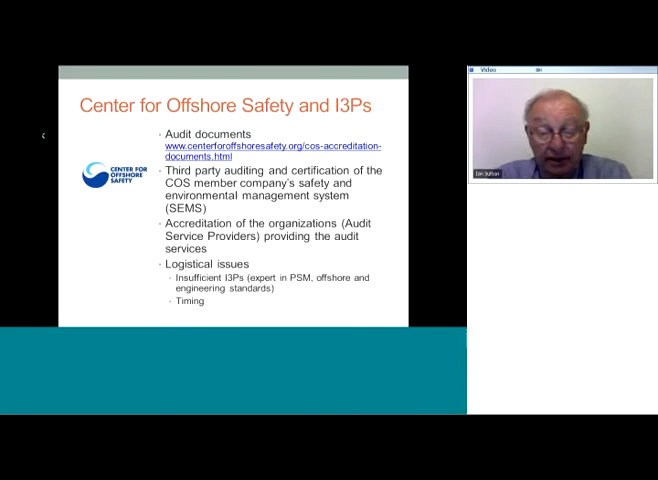 Center for Offshore Safety and I3Ps
• Audit documents
www.centerforoffshoresafety.org/cos-accreditation-
documents.html
CENTER FOR
OFFSHORE
SAFETY
• Third party auditing and certification of the
COS member company's safety and
environmental management system
(SEMS)
• Accreditation of the organizations (Audit
Service Providers) providing the audit
services
• Logistical issues
• Insufficient I3Ps (expert in PSM, offshore and
engineering standards)
• Timing
Video
Ian Sutton